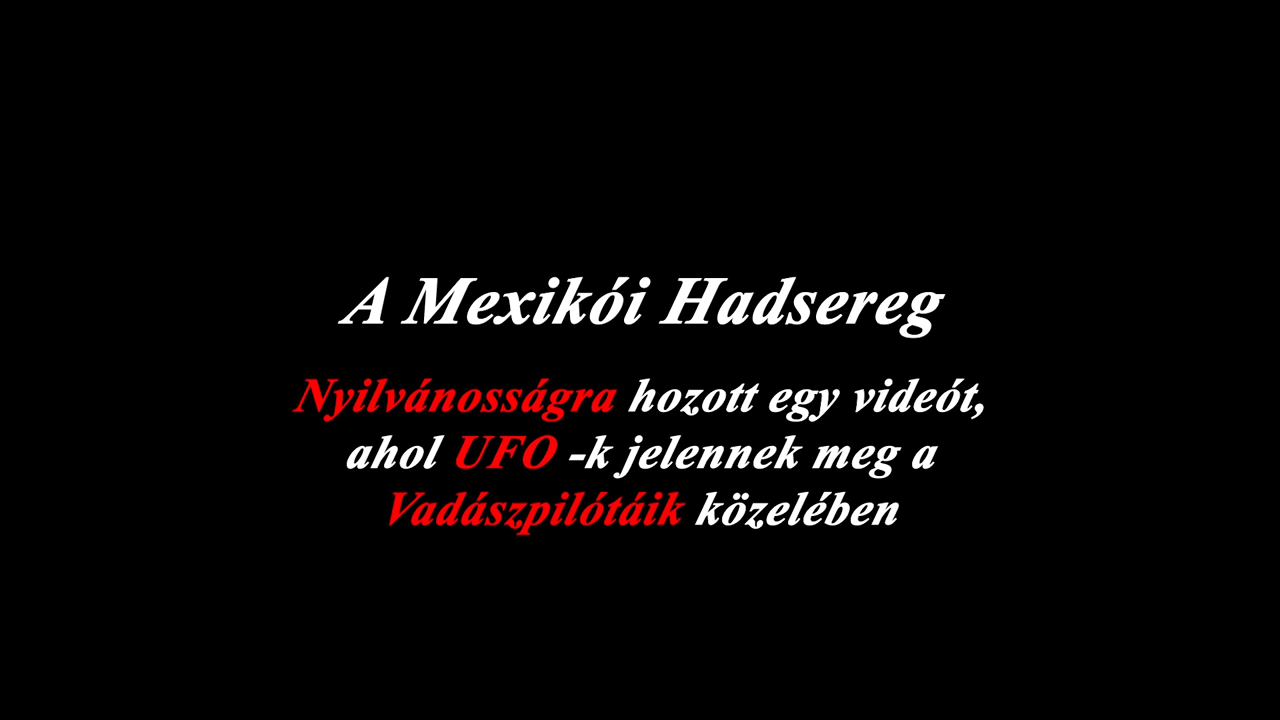 A Mexikói Hadsereg
Nyilvánosságra hozott egy videót,
ahol UFO -k jelennek meg a
Vadászpilótáik közelében